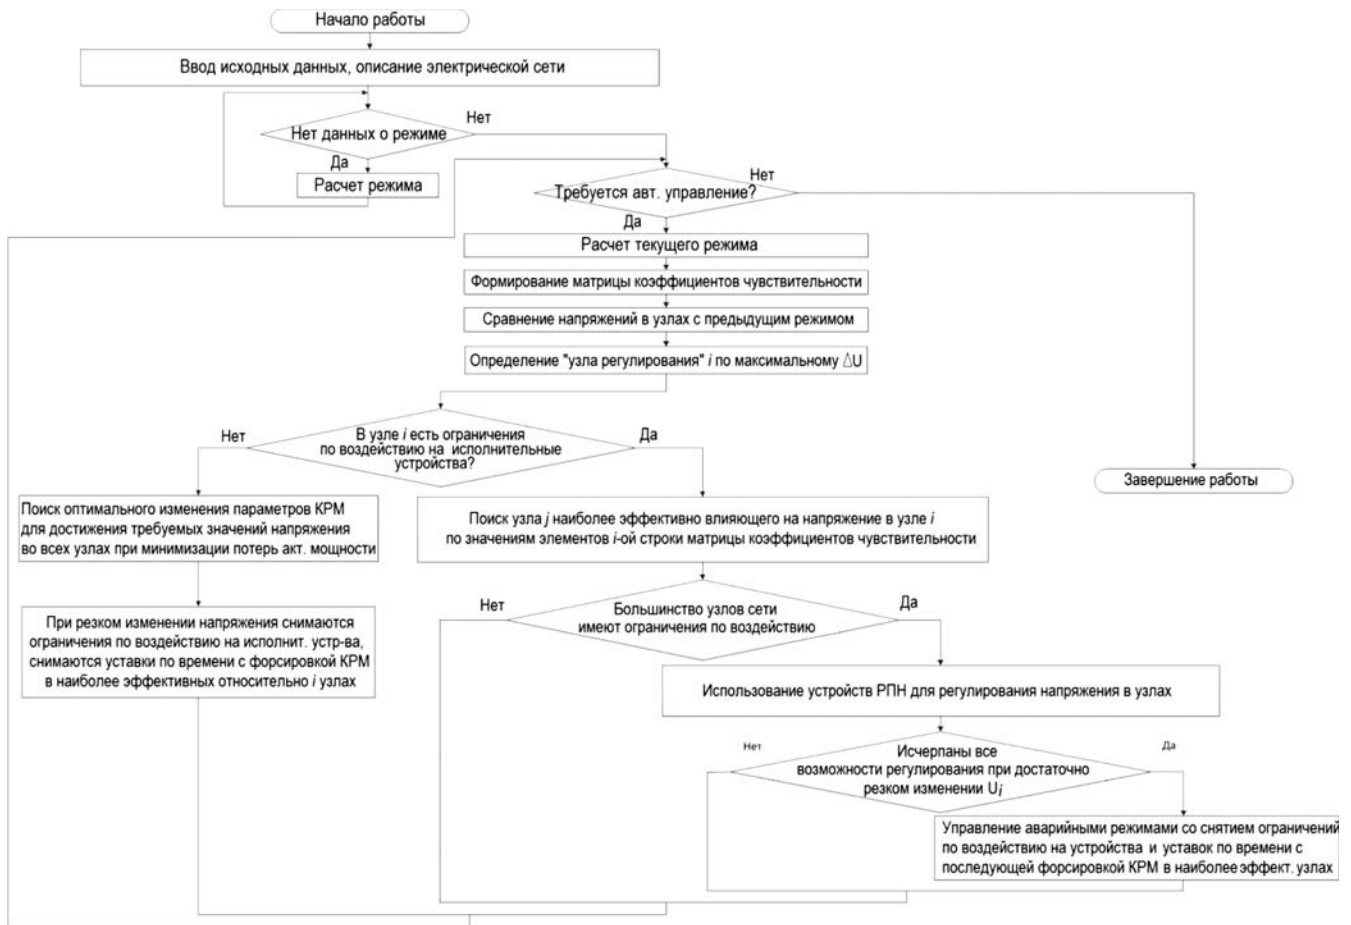 Начало работы
Ввод исходных данных, описание электрической сети
Нет данных о режиме
Нет
Да
Расчет режима
Требуется авт. управление?
Нет
Да
Расчет текущего режима
Формирование матрицы коэффициентов чувствительности
Сравнение напряжений в узлах с предыдущим режимом
Определение "узла регулирования" i по максимальному ΔU
Нет
В узле i есть ограничения
по воздействию на исполнительные
устройства?
Да
Завершение работы
Поиск оптимального изменения параметров КРМ
для достижения требуемых значений напряжения
во всех узлах при минимизации потерь акт. мощности
Поиск узла j наиболее эффективно влияющего на напряжение в узле i
по значениям элементов i-ой строки матрицы коэффициентов чувствительности
При резком изменении напряжения снимаются
ограничения по воздействию на исполнит. устр-ва,
снимаются уставки по времени с форсировкой КРМ
в наиболее эффективных относительно i узлах
Нет
Большинство узлов сети
имеют ограничения по воздействию
Да
Использование устройств РПН для регулирования напряжения в узлах
Нет
Исчерпаны все
возможности регулирования при достаточно
резком изменении Ui
Да
Управление аварийными режимами со снятием ограничений
по воздействию на устройства и уставок по времени с
последующей форсировкой КРМ в наиболее эффект. узлах